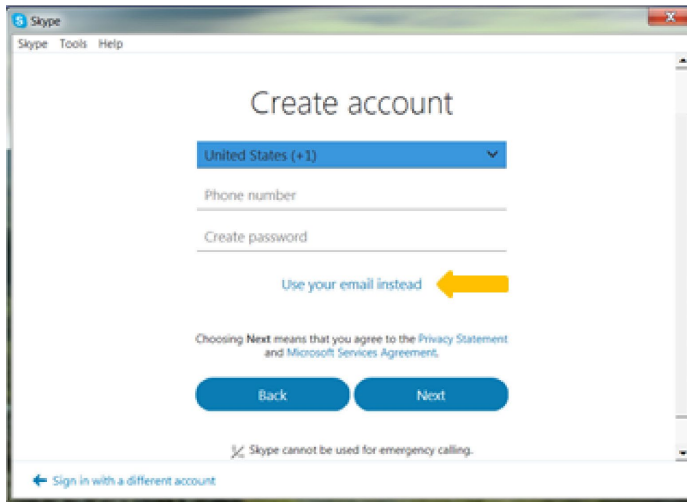 Skype
Skype Tools Help
Create account
United States (+1)
Phone number
Create password
Use your email instead
Choosing Next means that you agree to the Privacy Statement
and Microsoft Services Agreement.
Back Next
Skype cannot be used for emergency calling.
Sign in with a different account